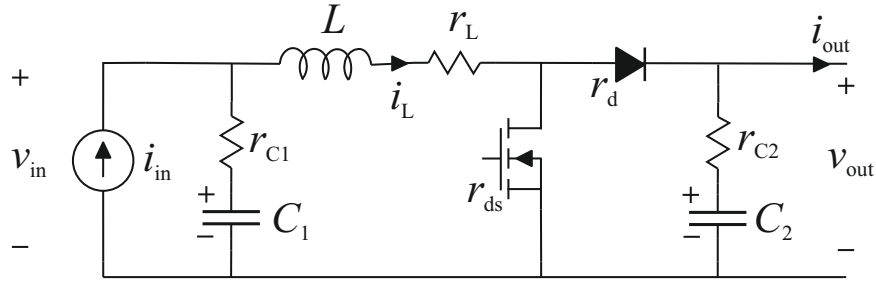 L
r_L
i_out
+
i_L
r_d
+
v_in
i_in
r_C1
+
C_1
−
r_ds
r_C2
+
C_2
−
v_out
−
−